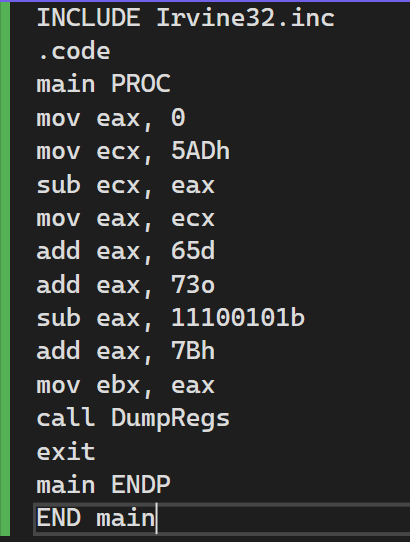 INCLUDE Irvine32.inc
.code
main PROC
mov eax, 0
mov ecx, 5ADh
sub ecx, eax
mov eax, ecx
add eax, 65d
add eax, 73o
sub eax, 11100101b
add eax, 7Bh
mov ebx, eax
call DumpRegs
exit
main ENDP
END main